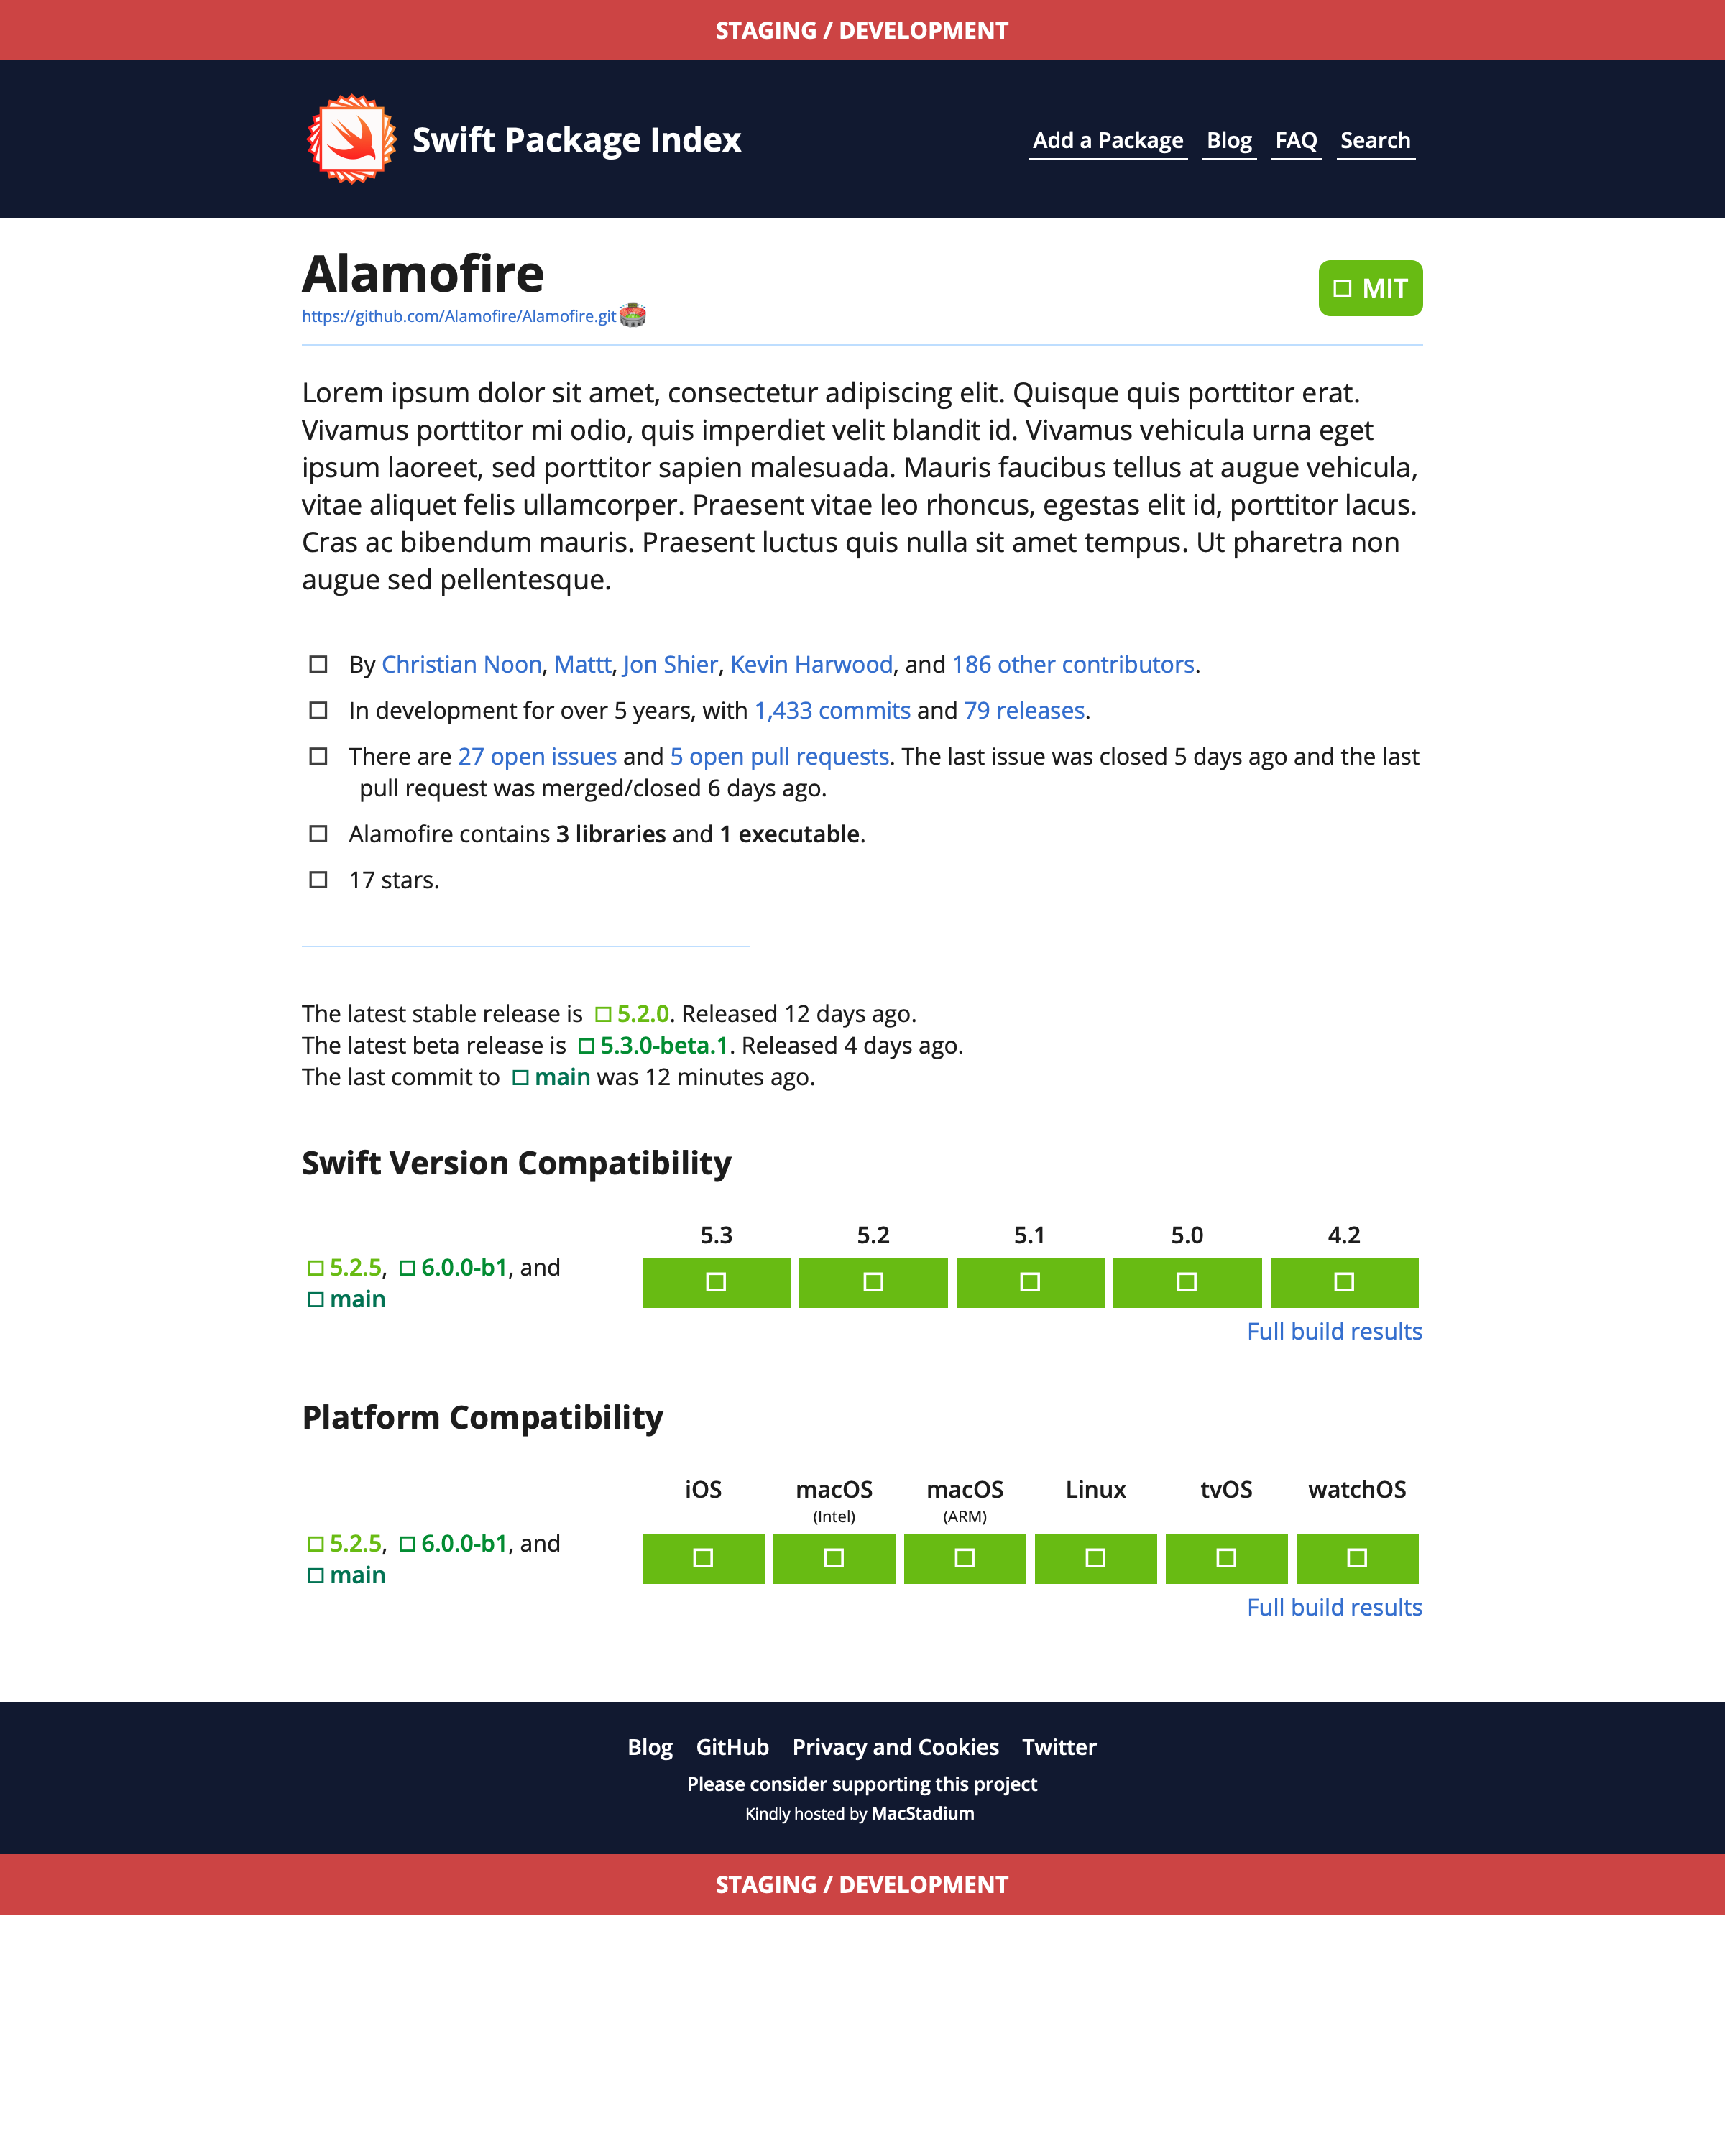 STAGING / DEVELOPMENT
Swift Package Index
Add a Package Blog FAQ Search
Alamofire
MIT
https://github.com/Alamofire/Alamofire.git
Lorem ipsum dolor sit amet, consectetur adipiscing elit. Quisque quis porttitor erat.
Vivamus porttitor mi odio, quis imperdiet velit blandit id. Vivamus vehicula urna eget
ipsum laoreet, sed porttitor sapien malesuada. Mauris faucibus tellus at augue vehicula,
vitae aliquet felis ullamcorper. Praesent vitae leo rhoncus, egestas elit id, porttitor lacus.
Cras ac bibendum mauris. Praesent luctus quis nulla sit amet tempus. Ut pharetra non
augue sed pellentesque.
By Christian Noon, Mattt, Jon Shier, Kevin Harwood, and 186 other contributors.
In development for over 5 years, with 1,433 commits and 79 releases.
There are 27 open issues and 5 open pull requests. The last issue was closed 5 days ago and the last
pull request was merged/closed 6 days ago.
Alamofire contains 3 libraries and 1 executable.
17 stars.
The latest stable release is 5.2.0. Released 12 days ago.
The latest beta release is 5.3.0-beta.1. Released 4 days ago.
The last commit to main was 12 minutes ago.
Swift Version Compatibility
5.3 5.2 5.1 5.0 4.2
5.2.5, 6.0.0-b1, and
main
Full build results
Platform Compatibility
iOS macOS macOS Linux tvOS watchOS
(Intel) (ARM)
5.2.5, 6.0.0-b1, and
main
Full build results
Blog GitHub Privacy and Cookies Twitter
Please consider supporting this project
Kindly hosted by MacStadium
STAGING / DEVELOPMENT